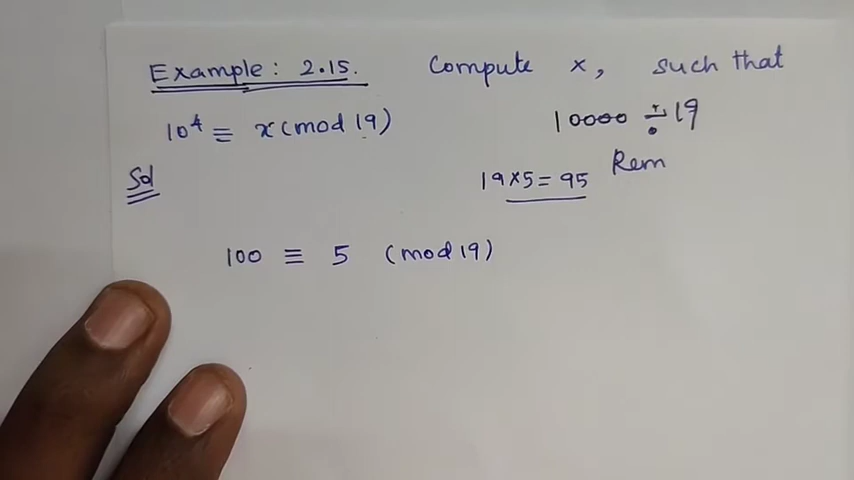 Example: 2.15. Compute x, such that
10⁴ ≡ x (mod 19) 10000 ÷ 19
Sol 19×5=95 Rem
100 ≡ 5 (mod 19)